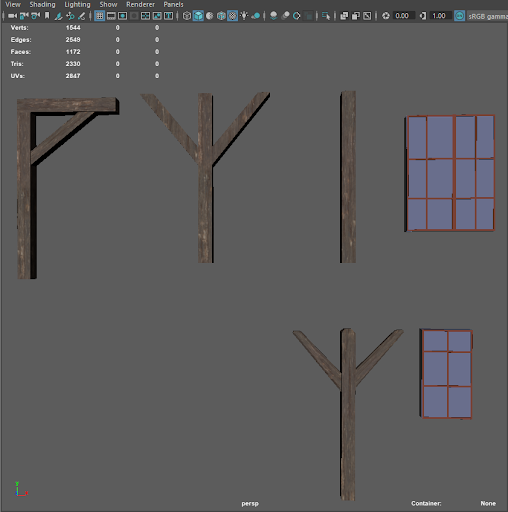 View Shading Lighting Show Renderer Panels
0.00 1.00 sRGB gamma
Verts: 1544 0 0
Edges: 2549 0 0
Faces: 1172 0 0
Tris: 2330 0 0
UVs: 2847 0 0
persp Container: None